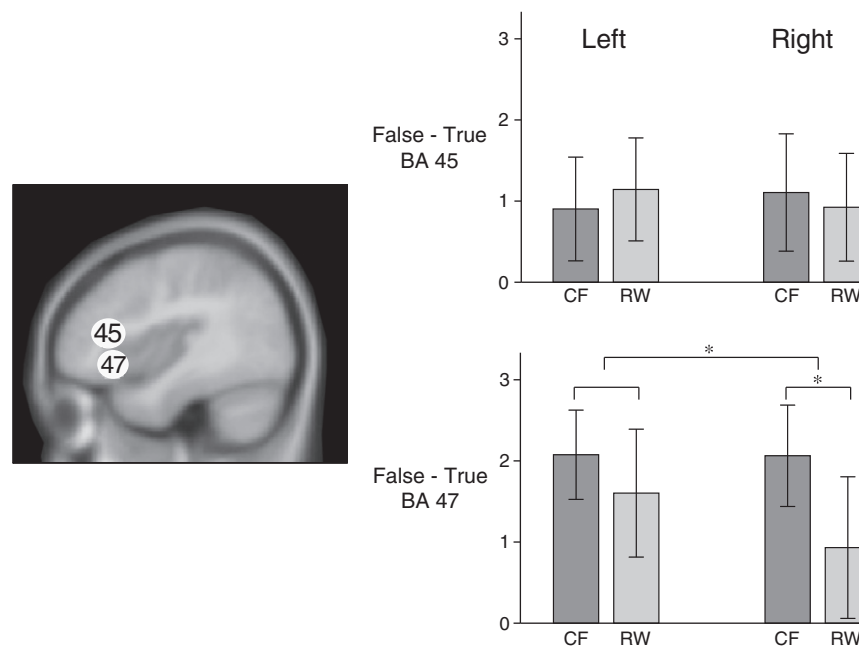 Left Right
3
2
1
0
False - True
BA 45
CF RW CF RW
45
47
*
*
3
2
1
0
False - True
BA 47
CF RW CF RW